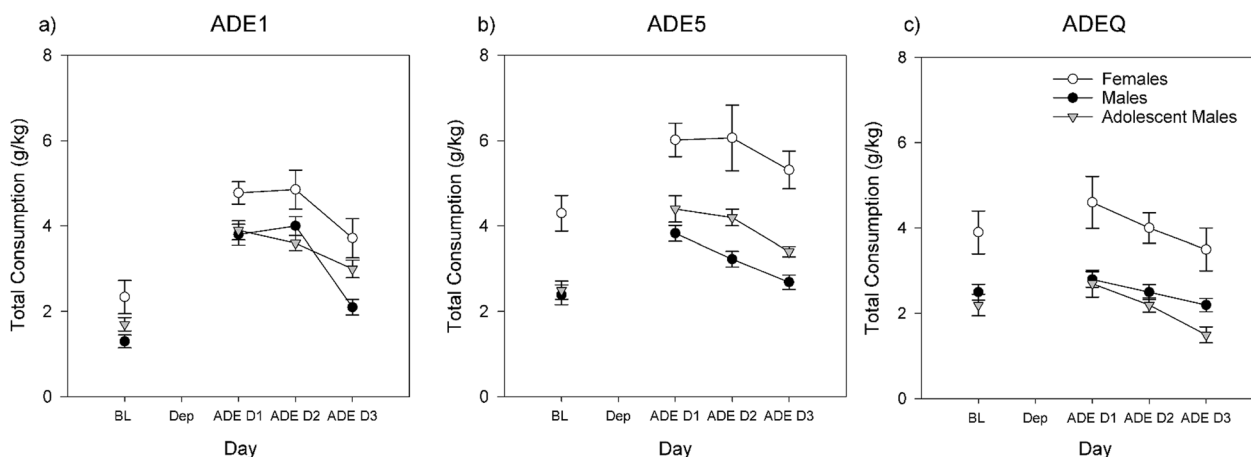 a) ADE1
Total Consumption (g/kg)
8
6
4
2
0
BL Dep ADE D1 ADE D2 ADE D3
Day
b) ADE5
Total Consumption (g/kg)
8
6
4
2
0
BL Dep ADE D1 ADE D2 ADE D3
Day
c) ADEQ
Total Consumption (g/kg)
8
6
4
2
0
Females
Males
Adolescent Males
BL Dep ADE D1 ADE D2 ADE D3
Day